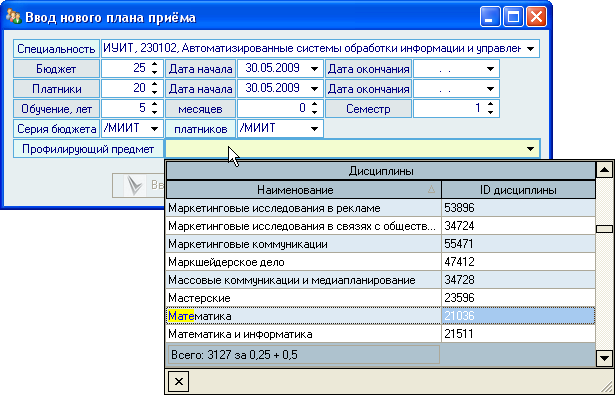 Ввод нового плана приёма
Специальность ИУИТ, 230102, Автоматизированные системы обработки информации и управлен
Бюджет 25 Дата начала 30.05.2009 Дата окончания . .
Платники 20 Дата начала 30.05.2009 Дата окончания . .
Обучение, лет 5 месяцев 0 Семестр 1
Серия бюджета /МИИТ платников /МИИТ
Профилирующий предмет
Дисциплины
Наименование ID дисциплины
Маркетинговые исследования в рекламе 53896
Маркетинговые исследования в связях с обществ... 34724
Маркетинговые коммуникации 55471
Маркшейдерское дело 47412
Массовые коммуникации и медиапланирование 34728
Мастерские 23596
Математика 21036
Математика и информатика 21511
Всего: 3127 за 0,25 + 0,5